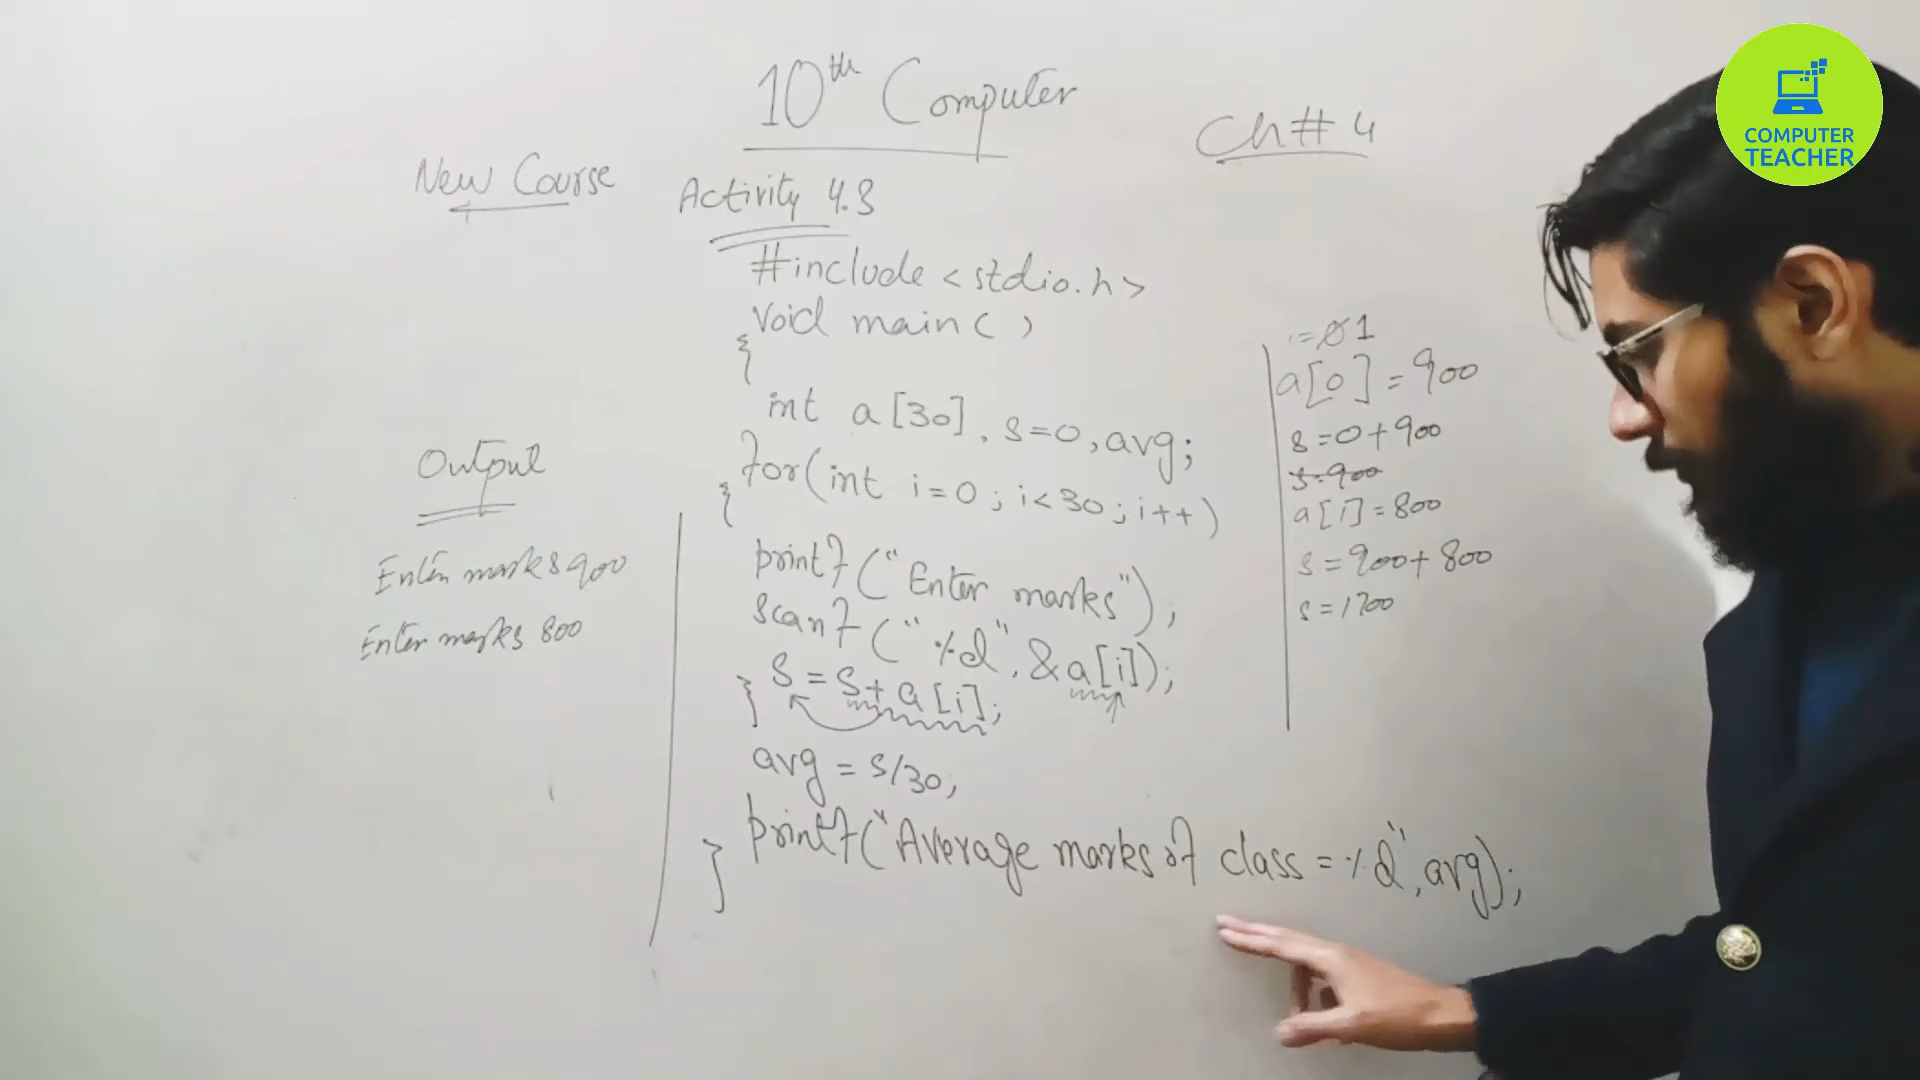 10th Computer
Ch# 4
New Course
Activity 4.3
#include <stdio.h>
void main( )
{
int a[30], s=0, avg;
for(int i=0; i<30; i++)
{
printf("Enter marks");
scanf("%d", &a[i]);
s = s+a[i];
}
avg = s/30;
printf("Average marks of class = %d", avg);
}
Output
Enter marks 900
Enter marks 800
i=0 1
a[0] = 900
s=0+900
s=900
a[i]=800
s=900+800
s=1700
COMPUTER
TEACHER